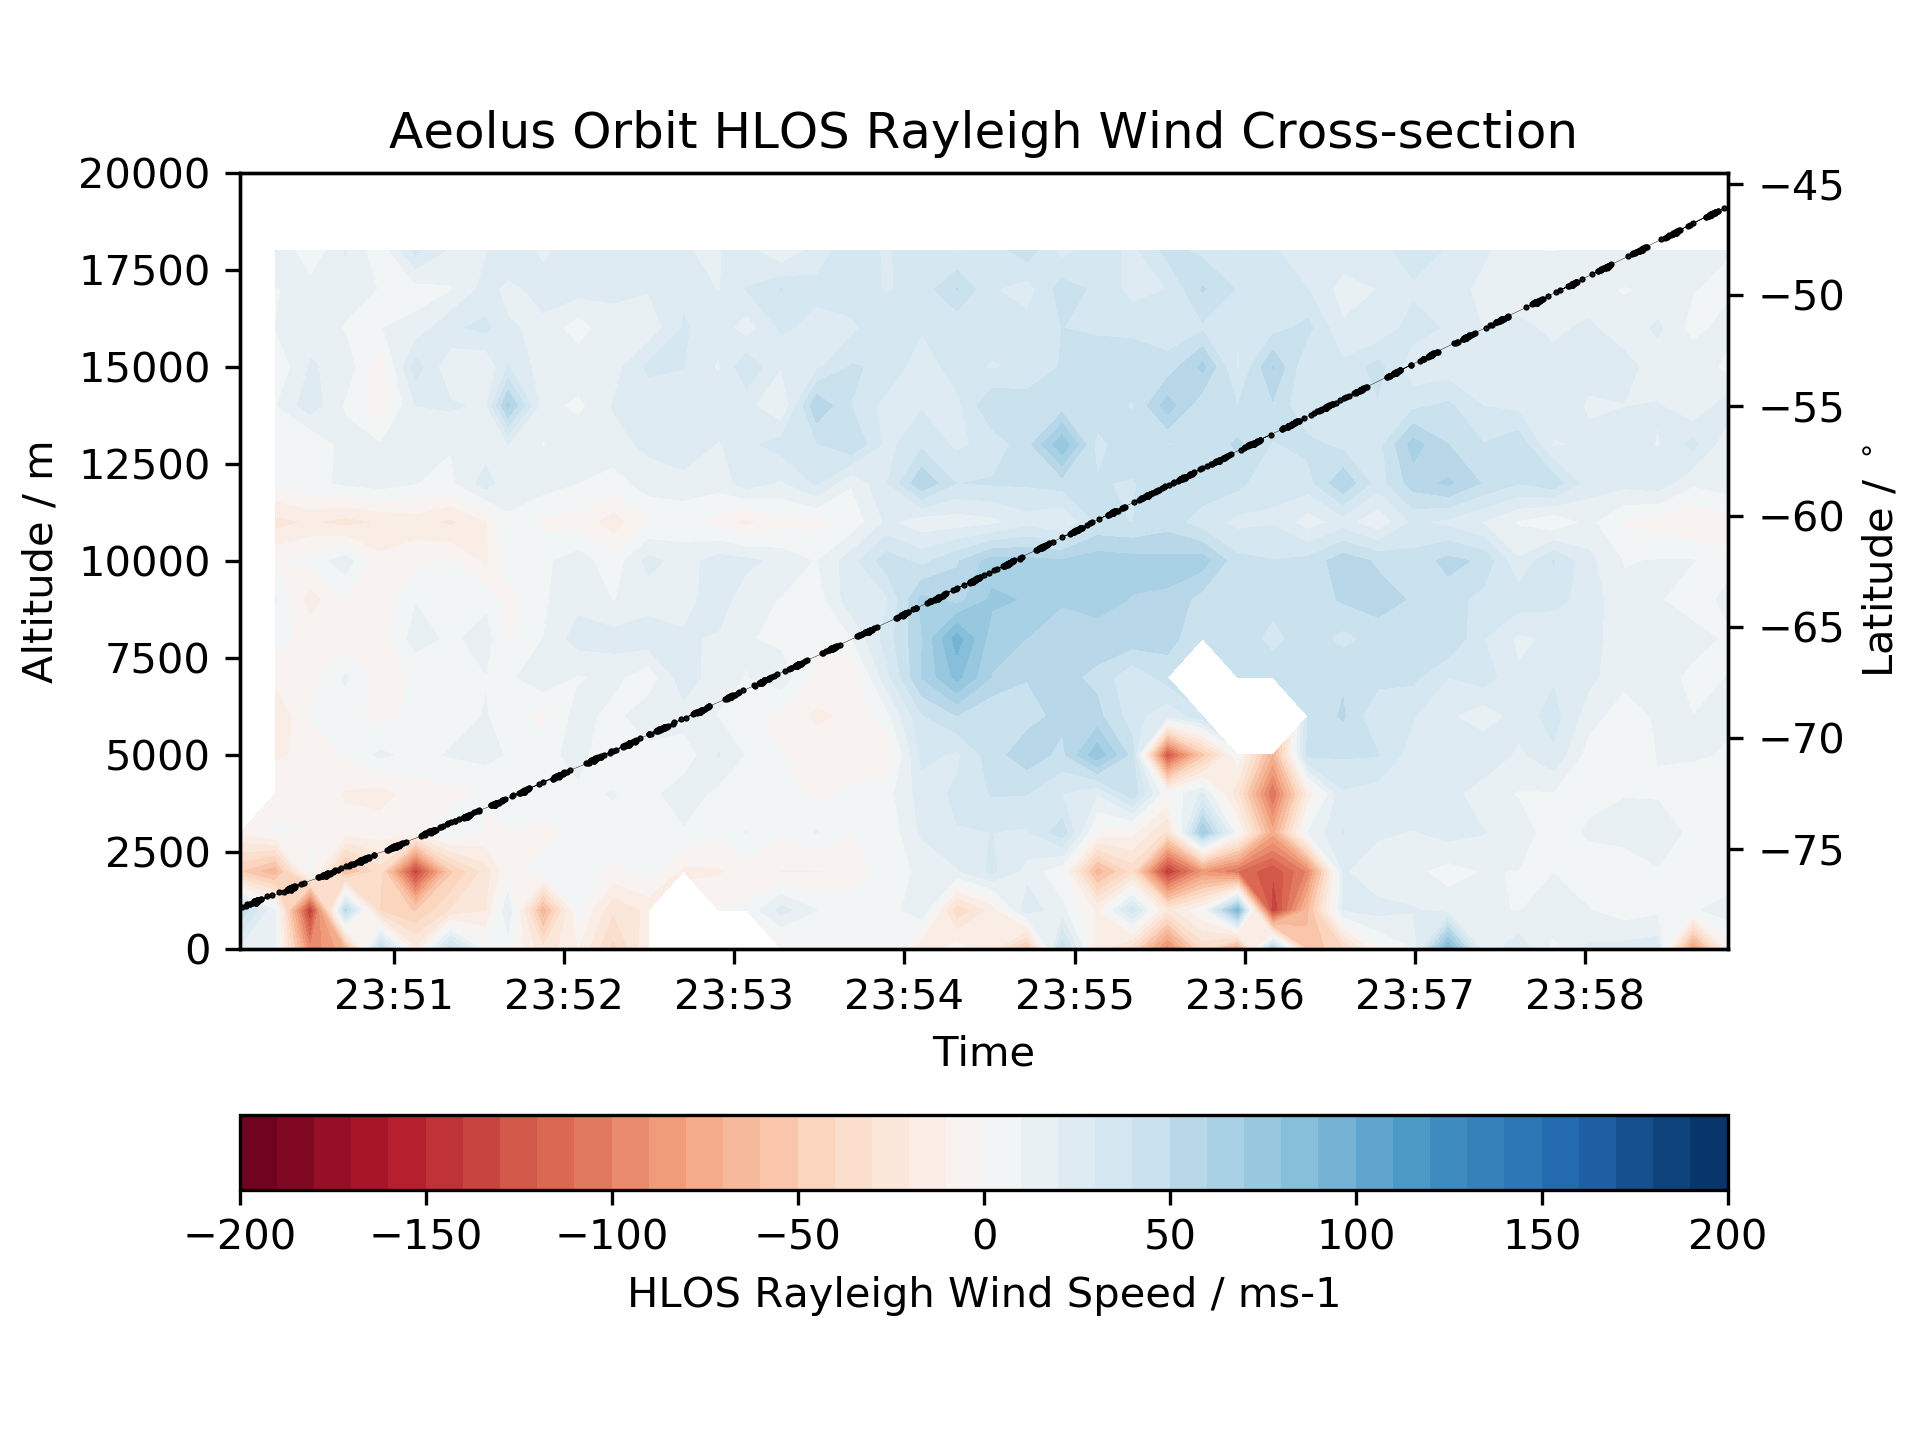 Aeolus Orbit HLOS Rayleigh Wind Cross-section
20000
17500
15000
12500
10000
7500
5000
2500
0
Altitude / m
−45
−50
−55
−60
−65
−70
−75
Latitude / °
23:51 23:52 23:53 23:54 23:55 23:56 23:57 23:58
Time
−200 −150 −100 −50 0 50 100 150 200
HLOS Rayleigh Wind Speed / ms-1